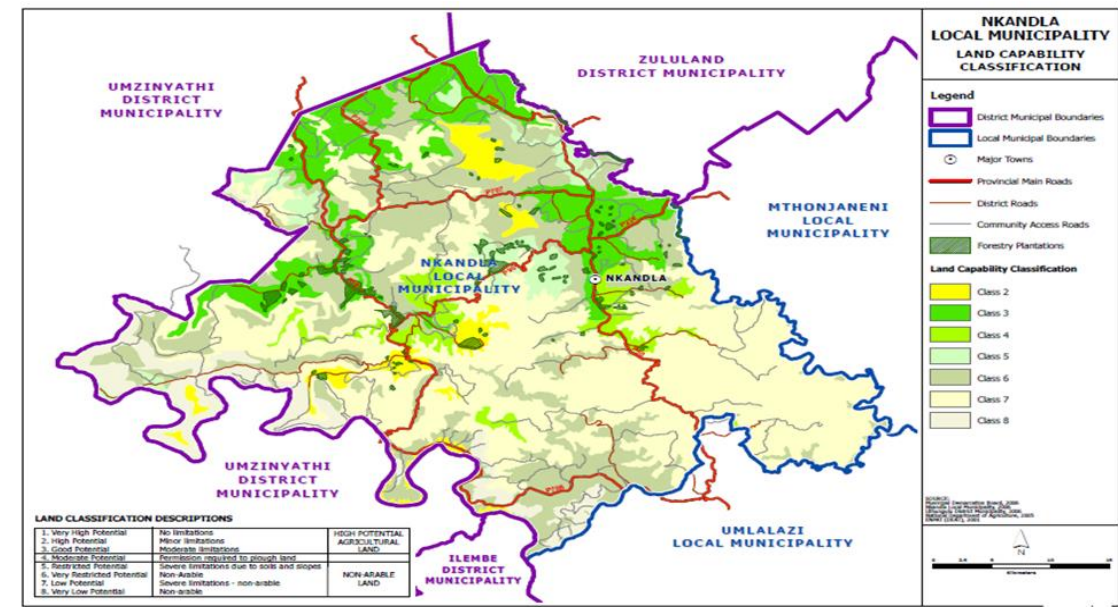 NKANDLA
LOCAL MUNICIPALITY
LAND CAPABILITY
CLASSIFICATION
Legend
District Municipal Boundaries
Local Municipal Boundaries
Major Towns
Provincial Main Roads
District Roads
Community Access Roads
Forestry Plantations
Land Capability Classification
Class 2
Class 3
Class 4
Class 5
Class 6
Class 7
Class 8
SOURCE:
N
Kilometers
UMZINYATHI
DISTRICT
MUNICIPALITY
ZULULAND
DISTRICT MUNICIPALITY
MTHONJANENI
LOCAL
MUNICIPALITY
NKANDLA
LOCAL
MUNICIPALITY
NKANDLA
UMZINYATHI
DISTRICT
MUNICIPALITY
ILEMBE
DISTRICT
MUNICIPALITY
UMLALAZI
LOCAL MUNICIPALITY
LAND CLASSIFICATION DESCRIPTIONS
1. Very High Potential No limitations
2. High Potential Minor limitations
3. Good Potential Moderate limitations
4. Moderate Potential Permission required to plough land
5. Restricted Potential Severe limitations due to soils and slopes
6. Very Restricted Potential Non-Arable
7. Low Potential Severe limitations - non-arable
8. Very Low Potential Non-arable
HIGH POTENTIAL
AGRICULTURAL
LAND
NON-ARABLE
LAND